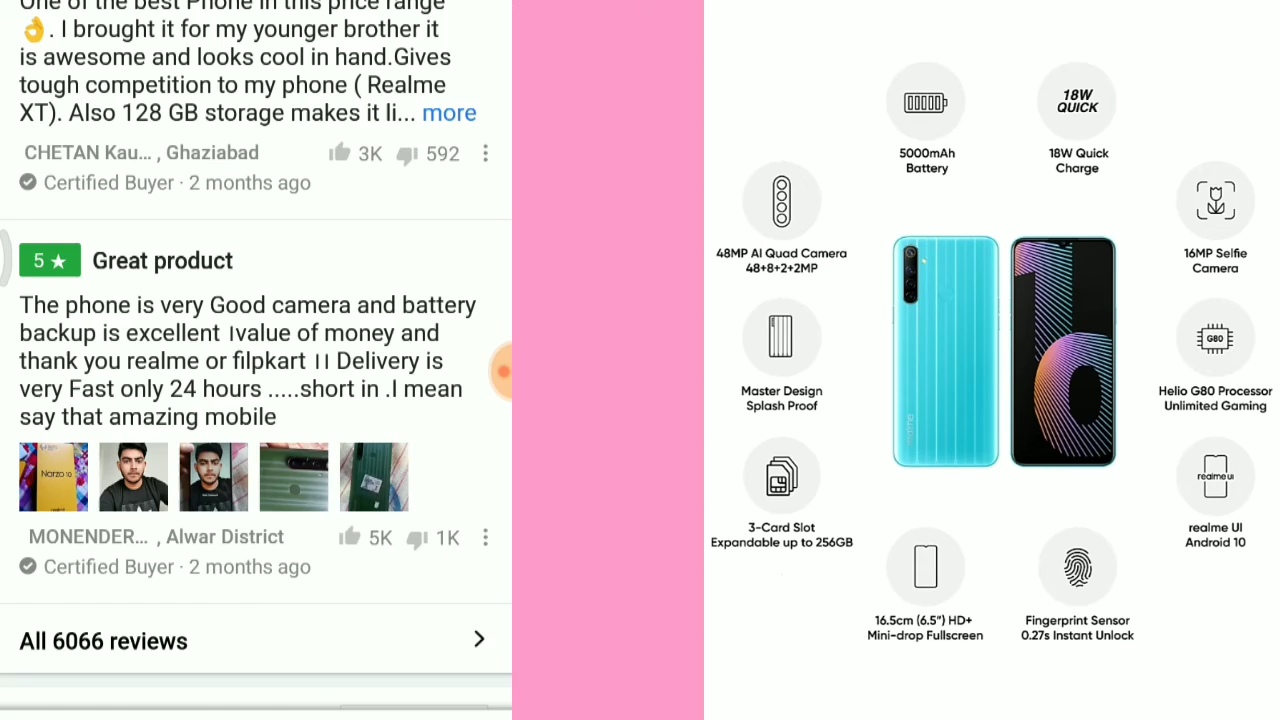 One of the best Phone in this price range
👌. I brought it for my younger brother it
is awesome and looks cool in hand.Gives
tough competition to my phone ( Realme
XT). Also 128 GB storage makes it li... more
CHETAN Kau... , Ghaziabad 3K 592
Certified Buyer · 2 months ago
5 ★ Great product
The phone is very Good camera and battery
backup is excellent ।value of money and
thank you realme or filpkart ।। Delivery is
very Fast only 24 hours .....short in .I mean
say that amazing mobile
Narzo 10
MONENDER... , Alwar District 5K 1K
Certified Buyer · 2 months ago
All 6066 reviews
5000mAh
Battery
18W
QUICK
18W Quick
Charge
48MP AI Quad Camera
48+8+2+2MP
16MP Selfie
Camera
Master Design
Splash Proof
G80
Helio G80 Processor
Unlimited Gaming
3-Card Slot
Expandable up to 256GB
realme UI
realme UI
Android 10
16.5cm (6.5") HD+
Mini-drop Fullscreen
Fingerprint Sensor
0.27s Instant Unlock
realme